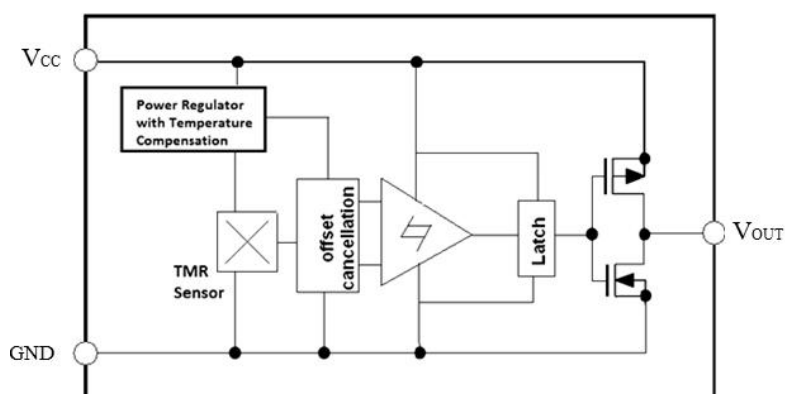 VCC
Power Regulator
with Temperature
Compensation
offset
cancellation
TMR
Sensor
Latch
VOUT
GND